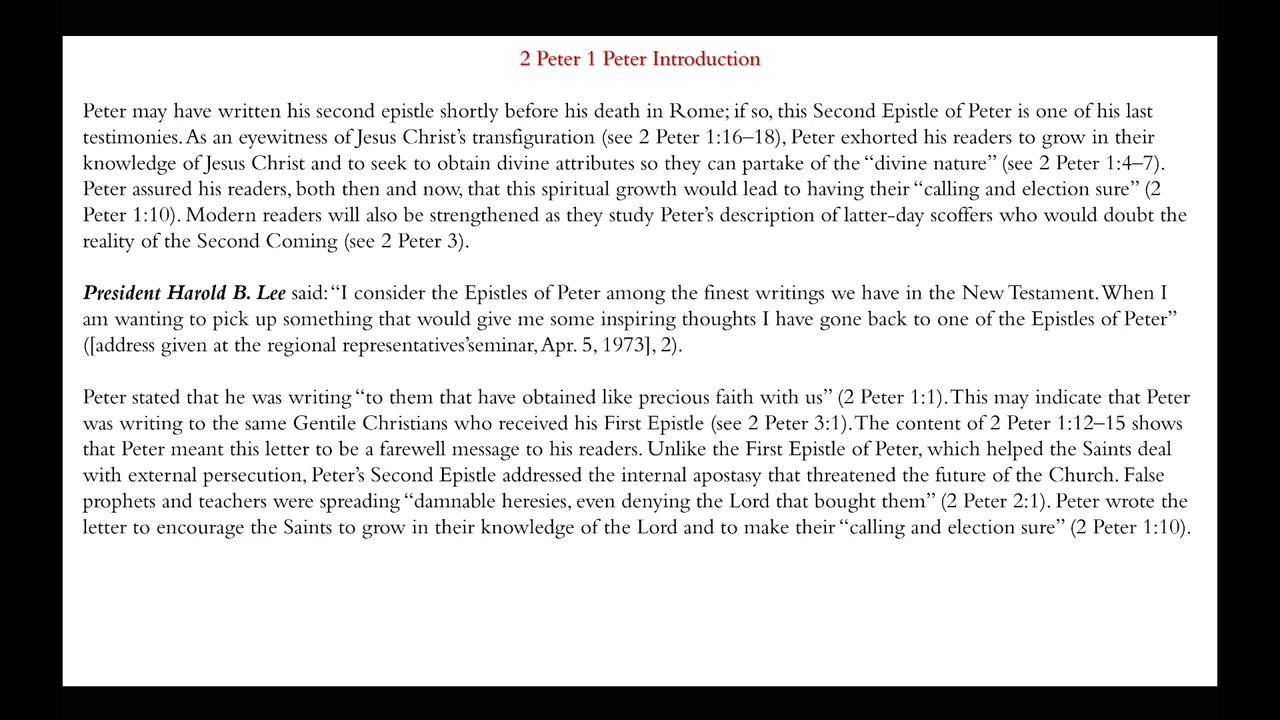 2 Peter 1 Peter Introduction
Peter may have written his second epistle shortly before his death in Rome; if so, this Second Epistle of Peter is one of his last
testimonies. As an eyewitness of Jesus Christ’s transfiguration (see 2 Peter 1:16–18), Peter exhorted his readers to grow in their
knowledge of Jesus Christ and to seek to obtain divine attributes so they can partake of the “divine nature” (see 2 Peter 1:4–7).
Peter assured his readers, both then and now, that this spiritual growth would lead to having their “calling and election sure” (2
Peter 1:10). Modern readers will also be strengthened as they study Peter’s description of latter-day scoffers who would doubt the
reality of the Second Coming (see 2 Peter 3).
President Harold B. Lee said: “I consider the Epistles of Peter among the finest writings we have in the New Testament. When I
am wanting to pick up something that would give me some inspiring thoughts I have gone back to one of the Epistles of Peter”
([address given at the regional representatives’seminar, Apr. 5, 1973], 2).
Peter stated that he was writing “to them that have obtained like precious faith with us” (2 Peter 1:1). This may indicate that Peter
was writing to the same Gentile Christians who received his First Epistle (see 2 Peter 3:1). The content of 2 Peter 1:12–15 shows
that Peter meant this letter to be a farewell message to his readers. Unlike the First Epistle of Peter, which helped the Saints deal
with external persecution, Peter’s Second Epistle addressed the internal apostasy that threatened the future of the Church. False
prophets and teachers were spreading “damnable heresies, even denying the Lord that bought them” (2 Peter 2:1). Peter wrote the
letter to encourage the Saints to grow in their knowledge of the Lord and to make their “calling and election sure” (2 Peter 1:10).